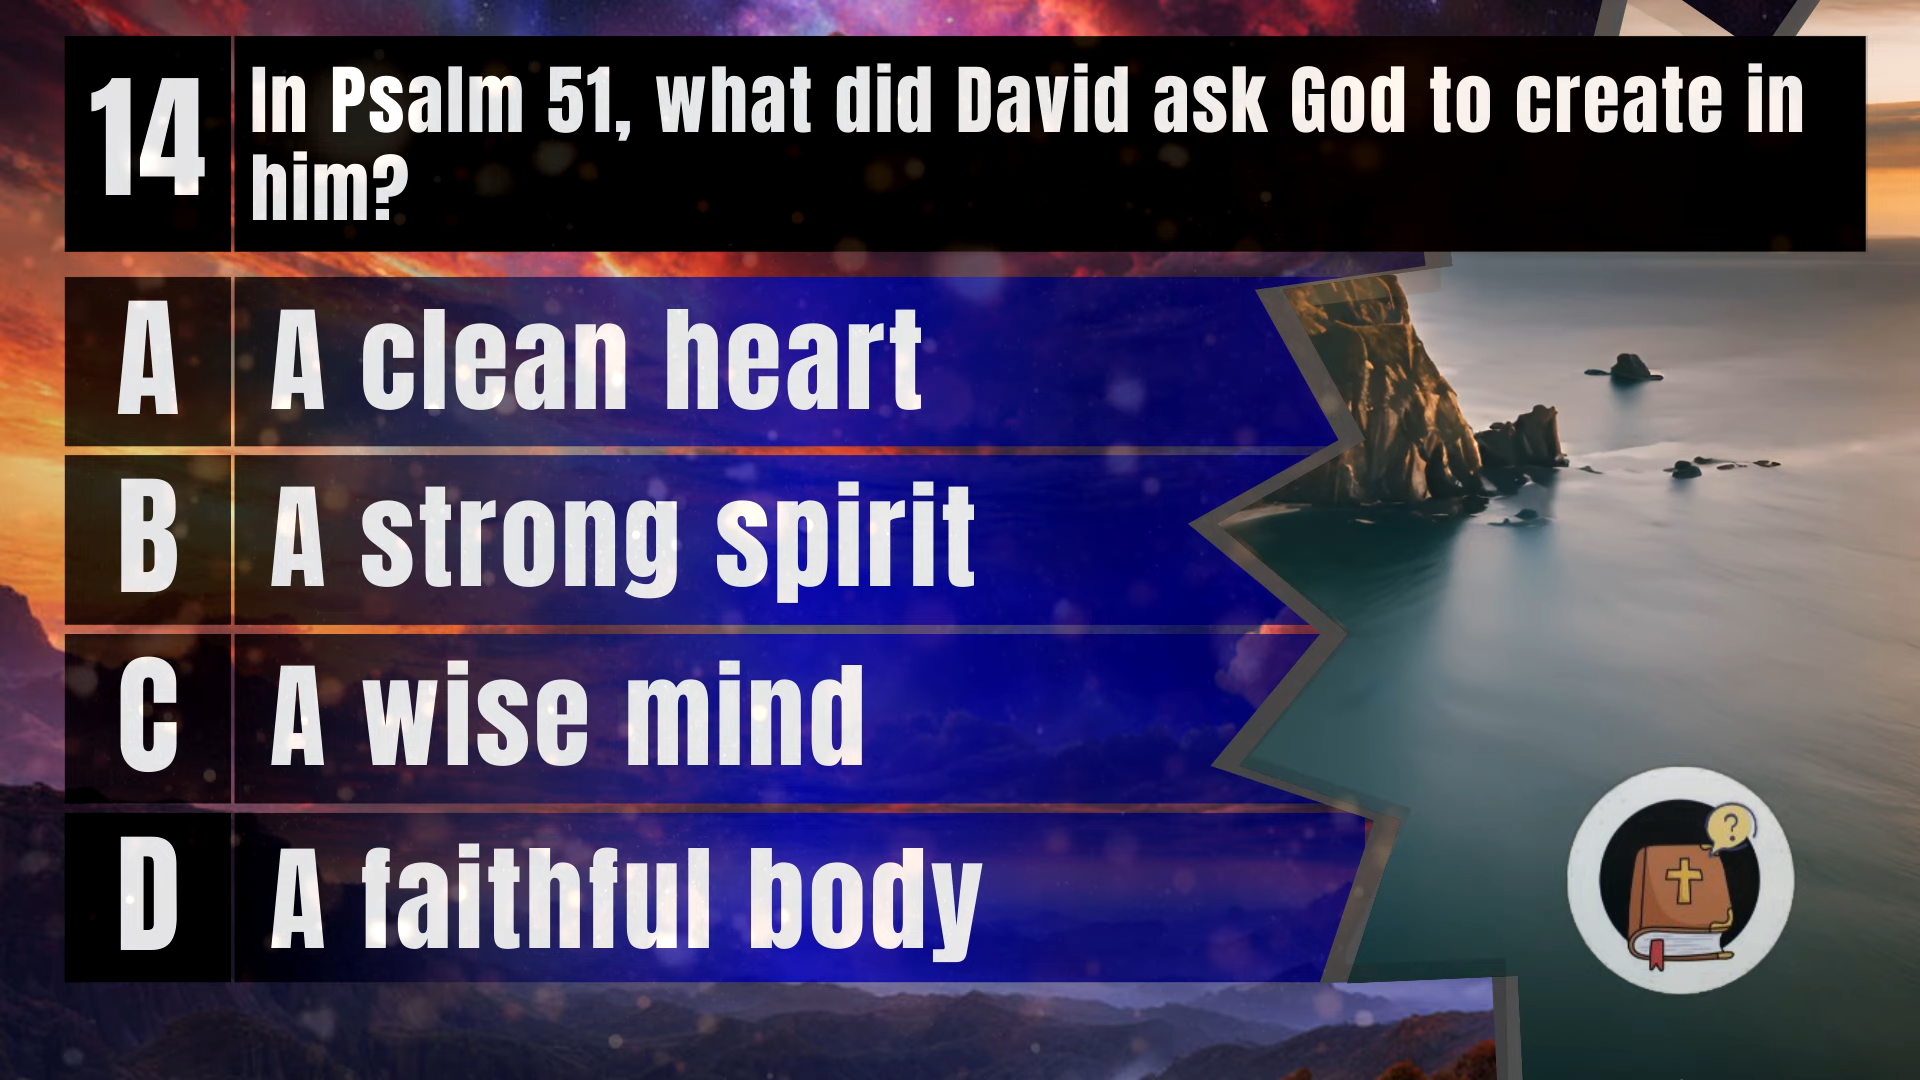 14
In Psalm 51, what did David ask God to create in
him?
A
A clean heart
B
A strong spirit
C
A wise mind
D
A faithful body
?